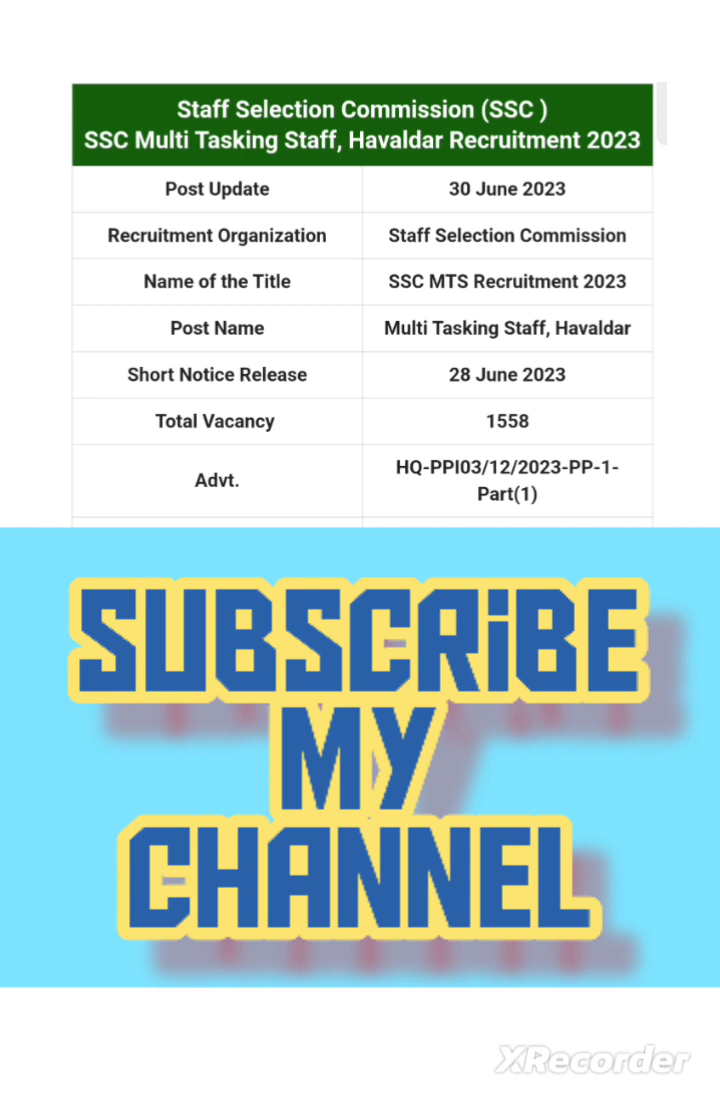 Staff Selection Commission (SSC )
SSC Multi Tasking Staff, Havaldar Recruitment 2023
Post Update 30 June 2023
Recruitment Organization Staff Selection Commission
Name of the Title SSC MTS Recruitment 2023
Post Name Multi Tasking Staff, Havaldar
Short Notice Release 28 June 2023
Total Vacancy 1558
Advt. HQ-PPI03/12/2023-PP-1-
Part(1)
SUBSCRiBE
MY
CHANNEL
XRecorder